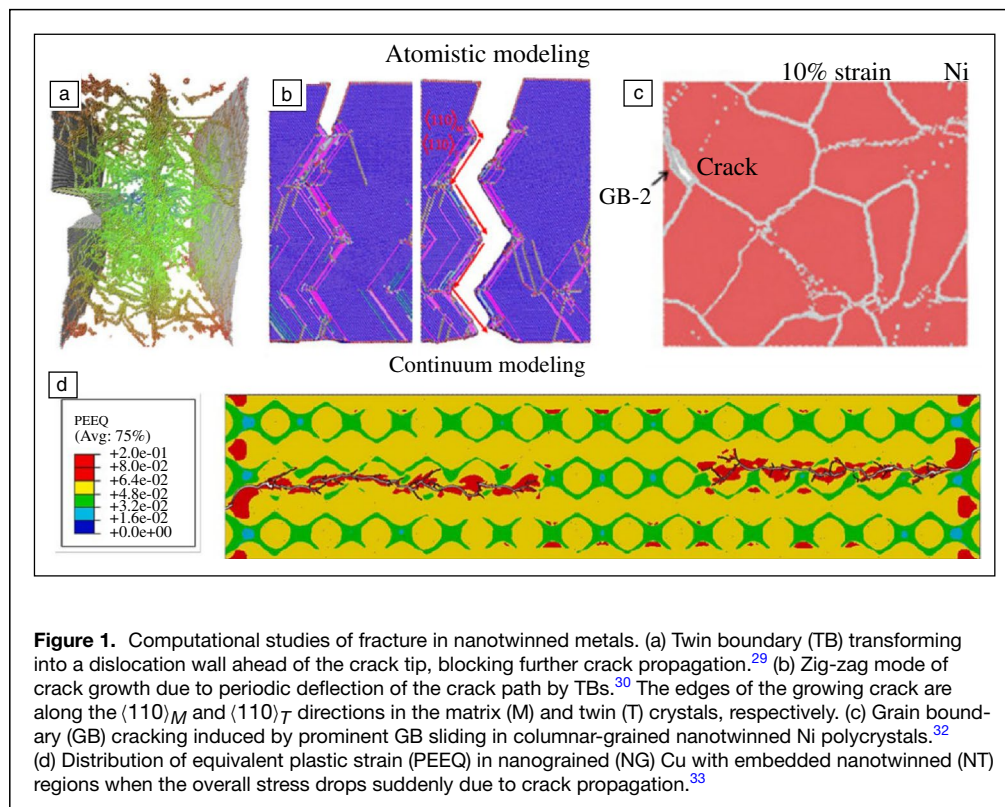 Atomistic modeling
a
b
c
10% strain Ni
⟨110⟩
⟨110⟩
Crack
GB-2
Continuum modeling
d
PEEQ
(Avg: 75%)
+2.0e-01
+8.0e-02
+6.4e-02
+4.8e-02
+3.2e-02
+1.6e-02
+0.0e+00
Figure 1. Computational studies of fracture in nanotwinned metals. (a) Twin boundary (TB) transforming
into a dislocation wall ahead of the crack tip, blocking further crack propagation.29 (b) Zig-zag mode of
crack growth due to periodic deflection of the crack path by TBs.30 The edges of the growing crack are
along the ⟨110⟩M and ⟨110⟩T directions in the matrix (M) and twin (T) crystals, respectively. (c) Grain bound-
ary (GB) cracking induced by prominent GB sliding in columnar-grained nanotwinned Ni polycrystals.32
(d) Distribution of equivalent plastic strain (PEEQ) in nanograined (NG) Cu with embedded nanotwinned (NT)
regions when the overall stress drops suddenly due to crack propagation.33